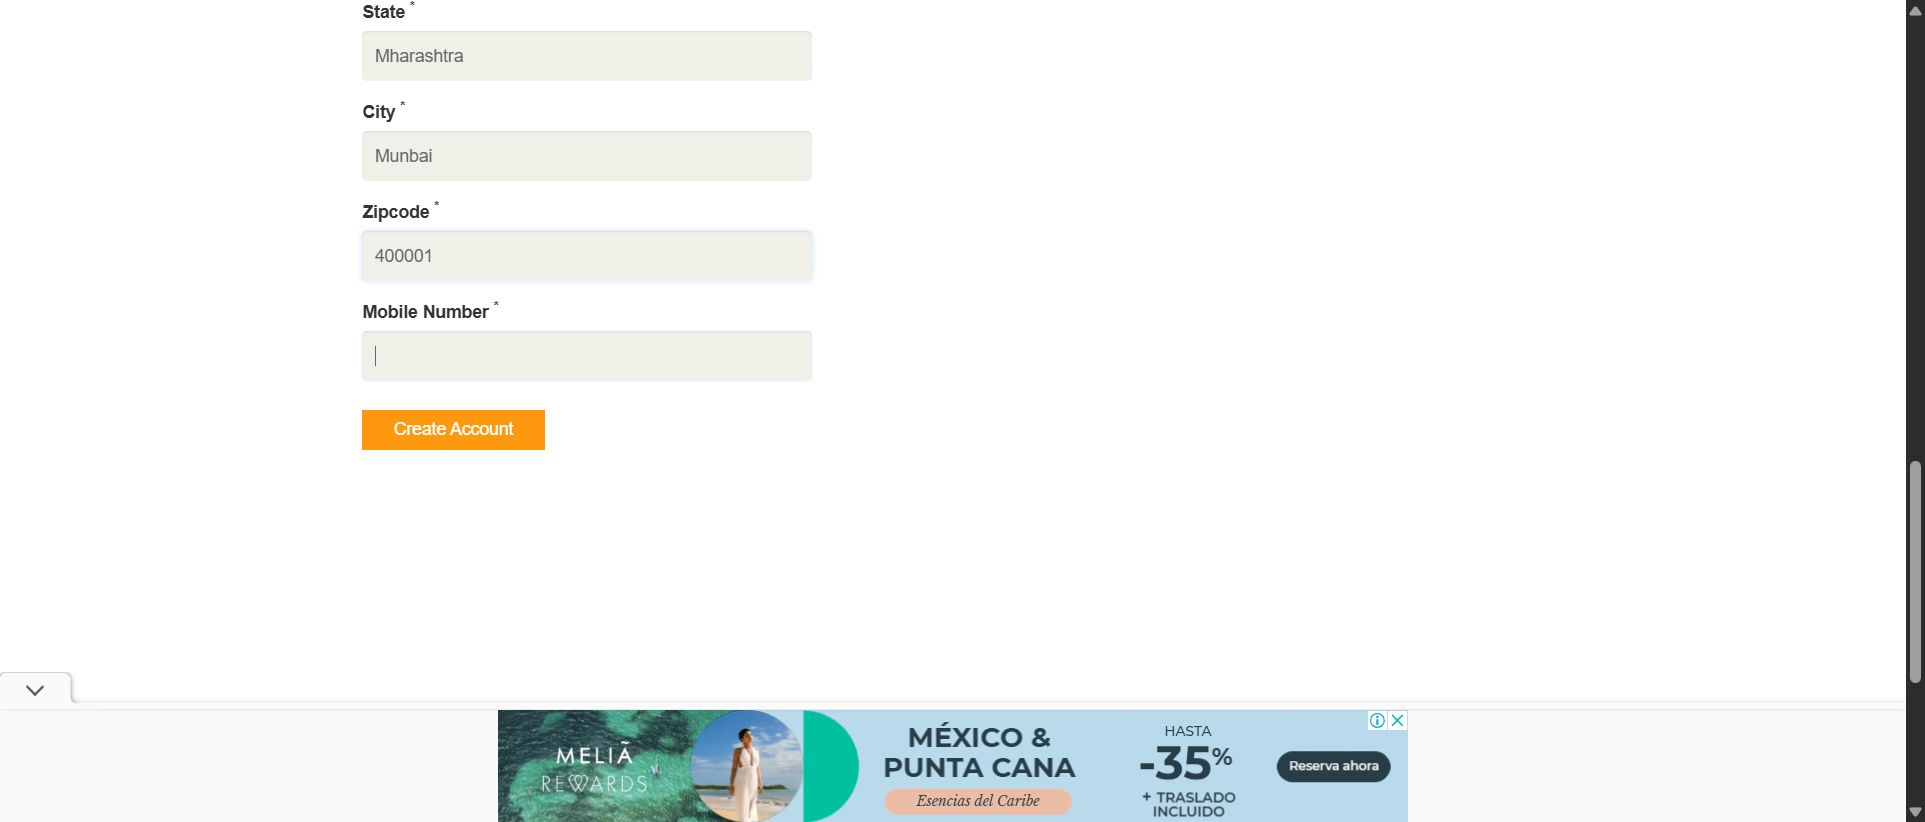 State *
Mharashtra
City *
Munbai
Zipcode *
400001
Mobile Number *
Create Account
MELIÃ
REWARDS
MÉXICO &
PUNTA CANA
Esencias del Caribe
HASTA
-35%
+ TRASLADO
INCLUIDO
Reserva ahora